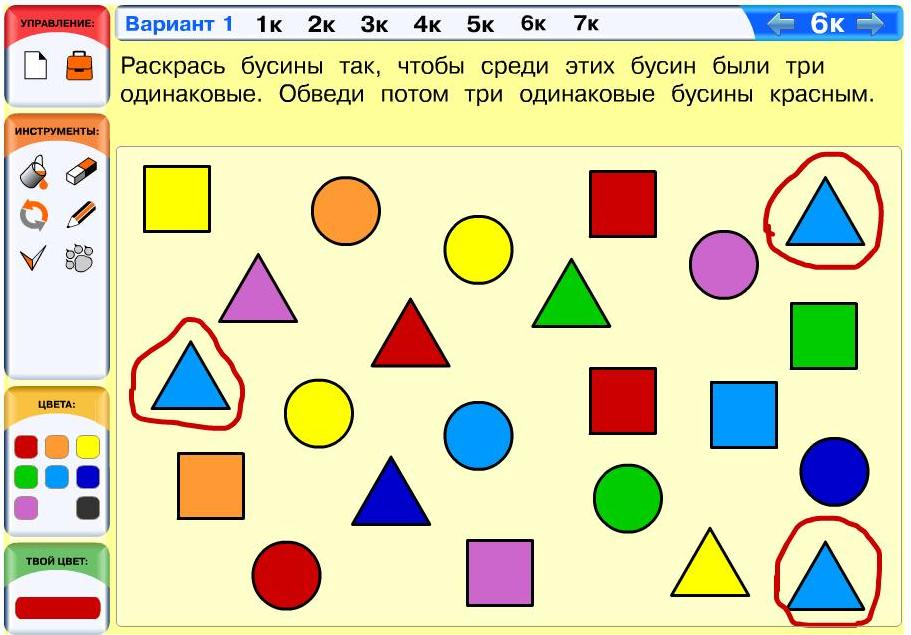 УПРАВЛЕНИЕ:
Вариант 1 1к 2к 3к 4к 5к 6к 7к
6к
Раскрась бусины так, чтобы среди этих бусин были три
одинаковые. Обведи потом три одинаковые бусины красным.
ИНСТРУМЕНТЫ:
ЦВЕТА:
ТВОЙ ЦВЕТ: